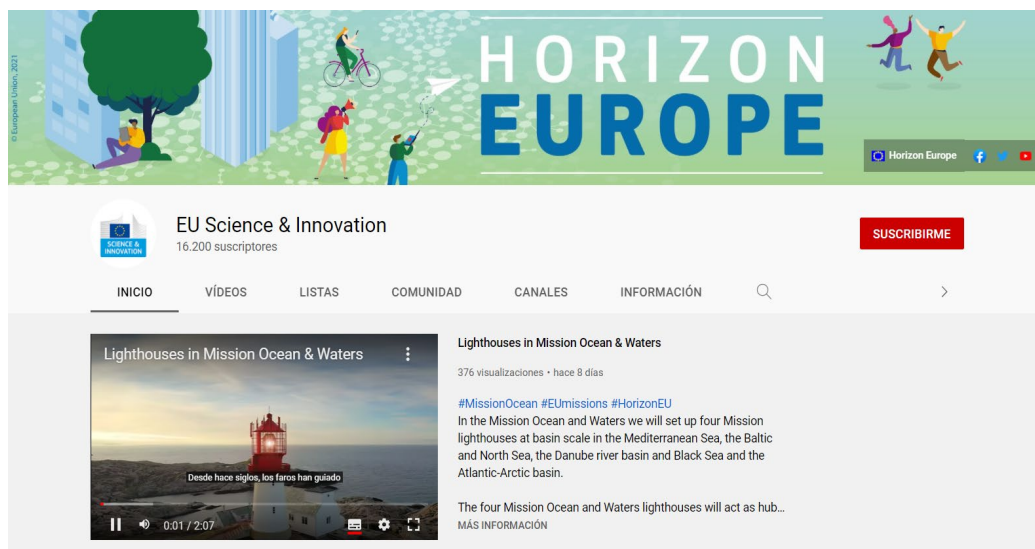 © European Union, 2021
HORIZON
EUROPE
Horizon Europe
SCIENCE &
INNOVATION
EU Science & Innovation
16.200 suscriptores
SUSCRIBIRME
INICIO VÍDEOS LISTAS COMUNIDAD CANALES INFORMACIÓN
Lighthouses in Mission Ocean & Waters
Desde hace siglos, los faros han guiado
0:01 / 2:07
Lighthouses in Mission Ocean & Waters
376 visualizaciones • hace 8 días
#MissionOcean #EUmissions #HorizonEU
In the Mission Ocean and Waters we will set up four Mission
lighthouses at basin scale in the Mediterranean Sea, the Baltic
and North Sea, the Danube river basin and Black Sea and the
Atlantic-Arctic basin.
The four Mission Ocean and Waters lighthouses will act as hub...
MÁS INFORMACIÓN